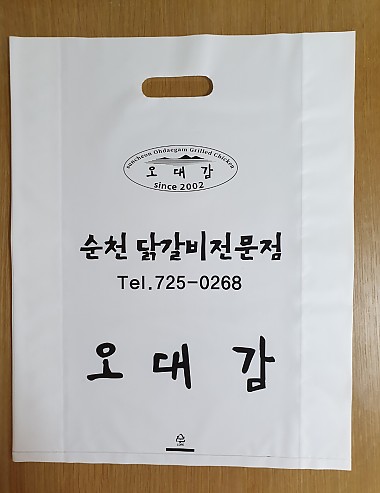 Suncheon Ohdaegam Grilled Chicken
오 대 감
since 2002
순천 닭갈비전문점
Tel.725-0268
오 대 감